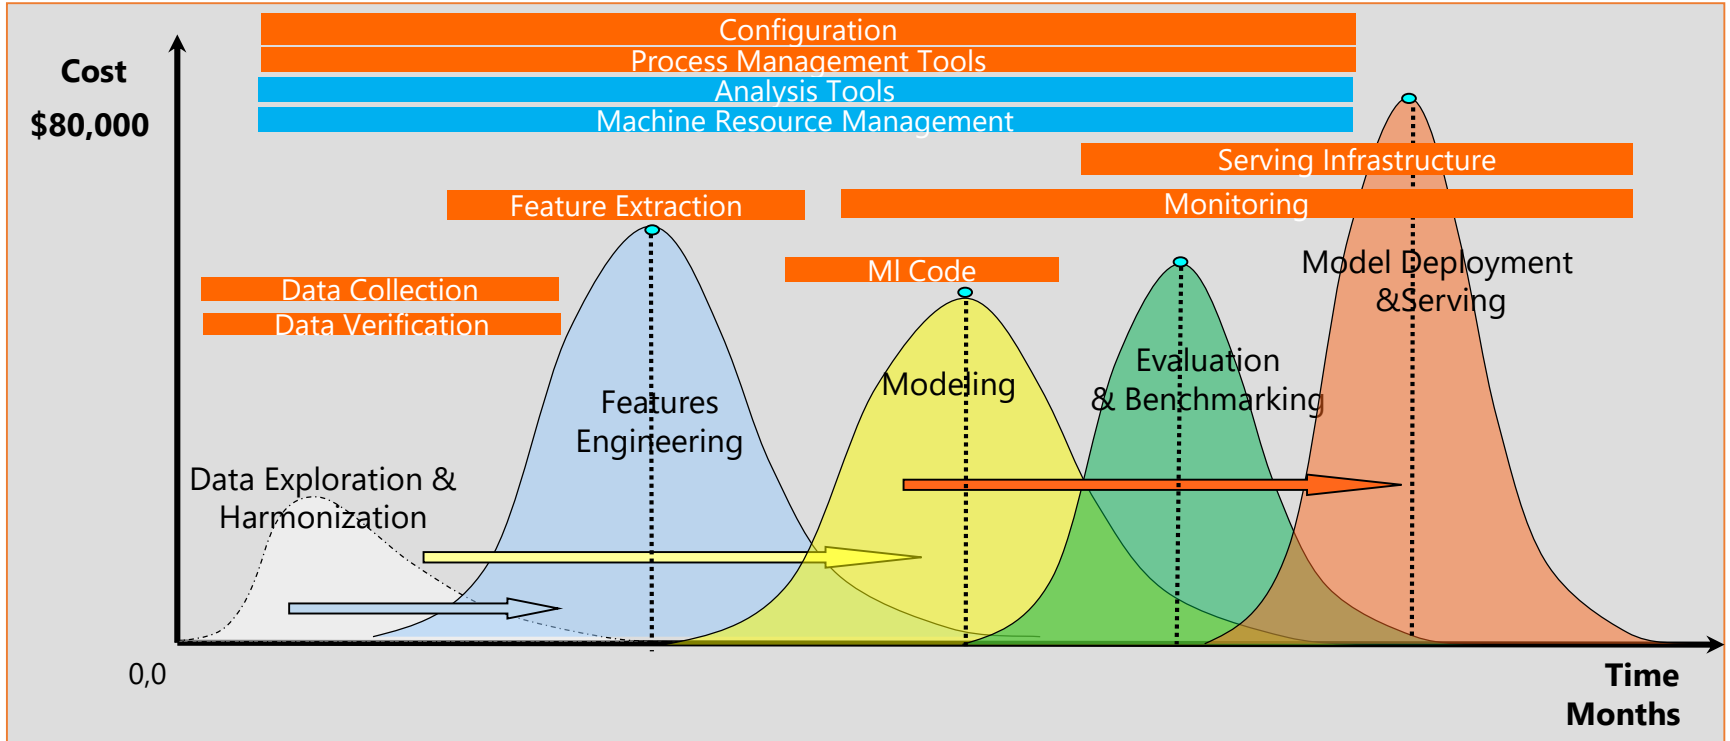 Configuration
Process Management Tools
Analysis Tools
Machine Resource Management
Cost
$80,000
Serving Infrastructure
Feature Extraction
Monitoring
Ml Code
Model Deployment
&Serving
Data Collection
Data Verification
Evaluation
& Benchmarking
Modeling
Features
Engineering
Data Exploration &
Harmonization
0,0
Time
Months